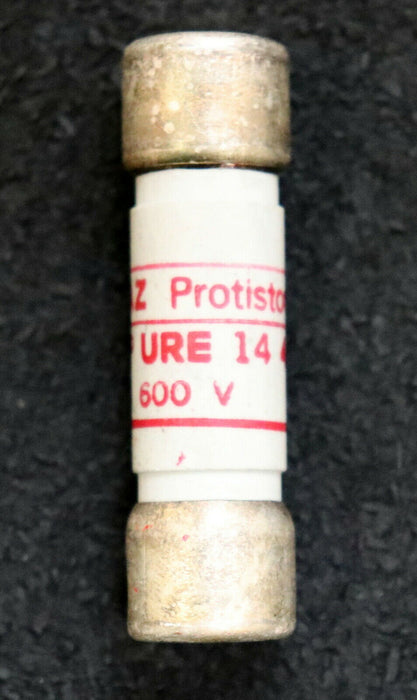 Z Protisto
URE 14
600 V